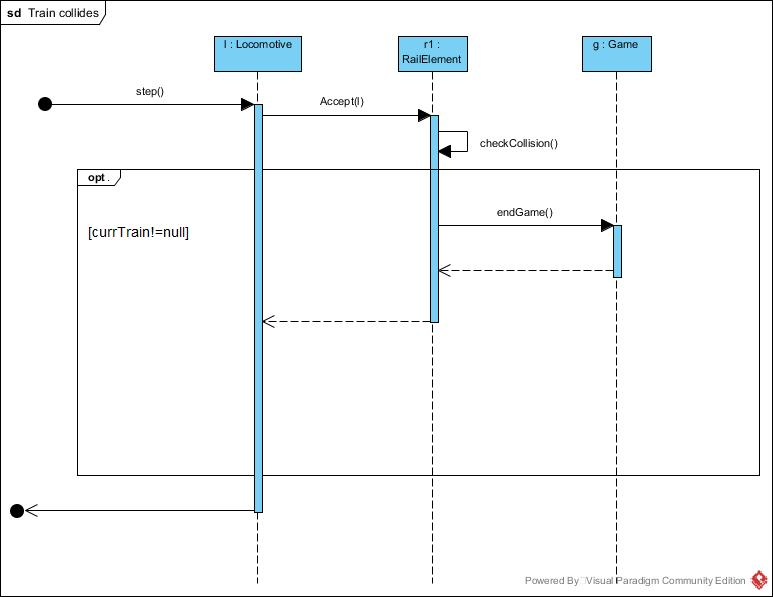 sd Train collides
l : Locomotive
r1 :
RailElement
g : Game
step()
Accept(l)
checkCollision()
opt .
endGame()
[currTrain!=null]
Powered By Visual Paradigm Community Edition